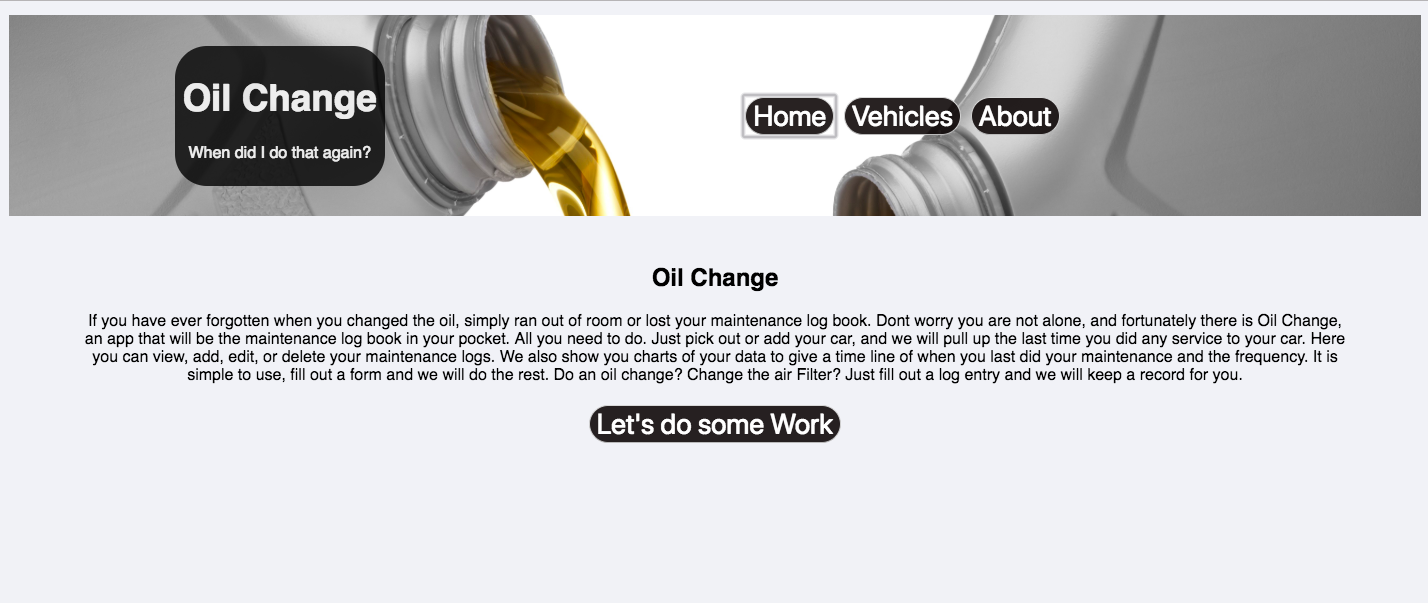 Oil Change
When did I do that again?
Home Vehicles About
Oil Change
If you have ever forgotten when you changed the oil, simply ran out of room or lost your maintenance log book. Dont worry you are not alone, and fortunately there is Oil Change,
an app that will be the maintenance log book in your pocket. All you need to do. Just pick out or add your car, and we will pull up the last time you did any service to your car. Here
you can view, add, edit, or delete your maintenance logs. We also show you charts of your data to give a time line of when you last did your maintenance and the frequency. It is
simple to use, fill out a form and we will do the rest. Do an oil change? Change the air Filter? Just fill out a log entry and we will keep a record for you.
Let's do some Work